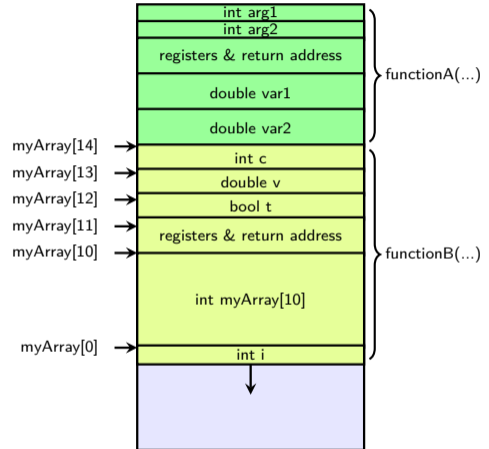 int arg1
int arg2
registers & return address
functionA(...)
double var1
double var2
myArray[14]
int c
myArray[13]
double v
myArray[12]
bool t
myArray[11]
registers & return address
functionB(...)
myArray[10]
int myArray[10]
myArray[0]
int i